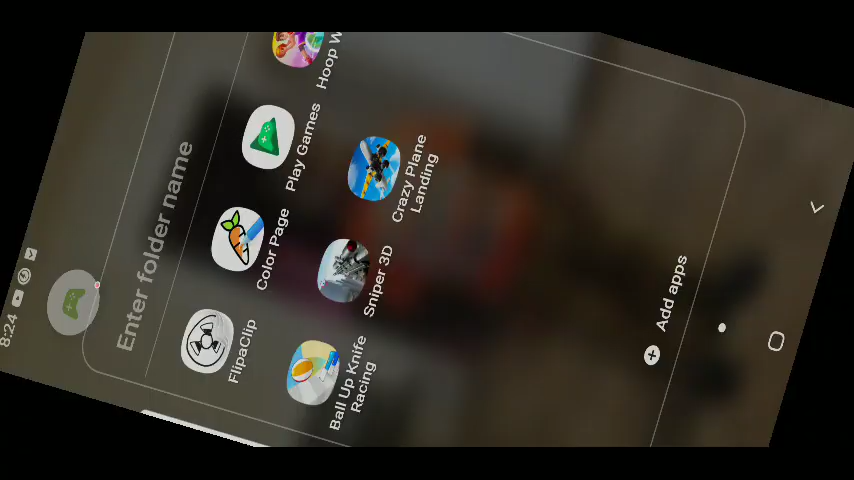 8:24
Enter folder name
FlipaClip
Color Page
Play Games
Hoop W
Ball Up Knife
Racing
Sniper 3D
Crazy Plane
Landing
Add apps